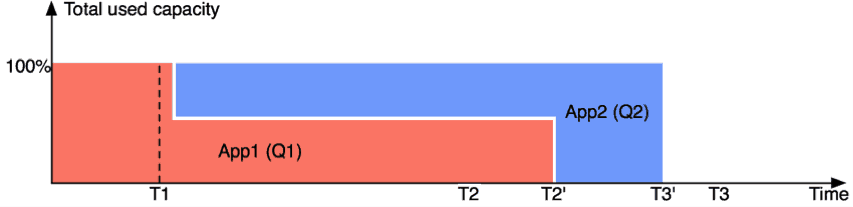 Total used capacity
100%
App2 (Q2)
App1 (Q1)
T1 T2 T2' T3' T3 Time